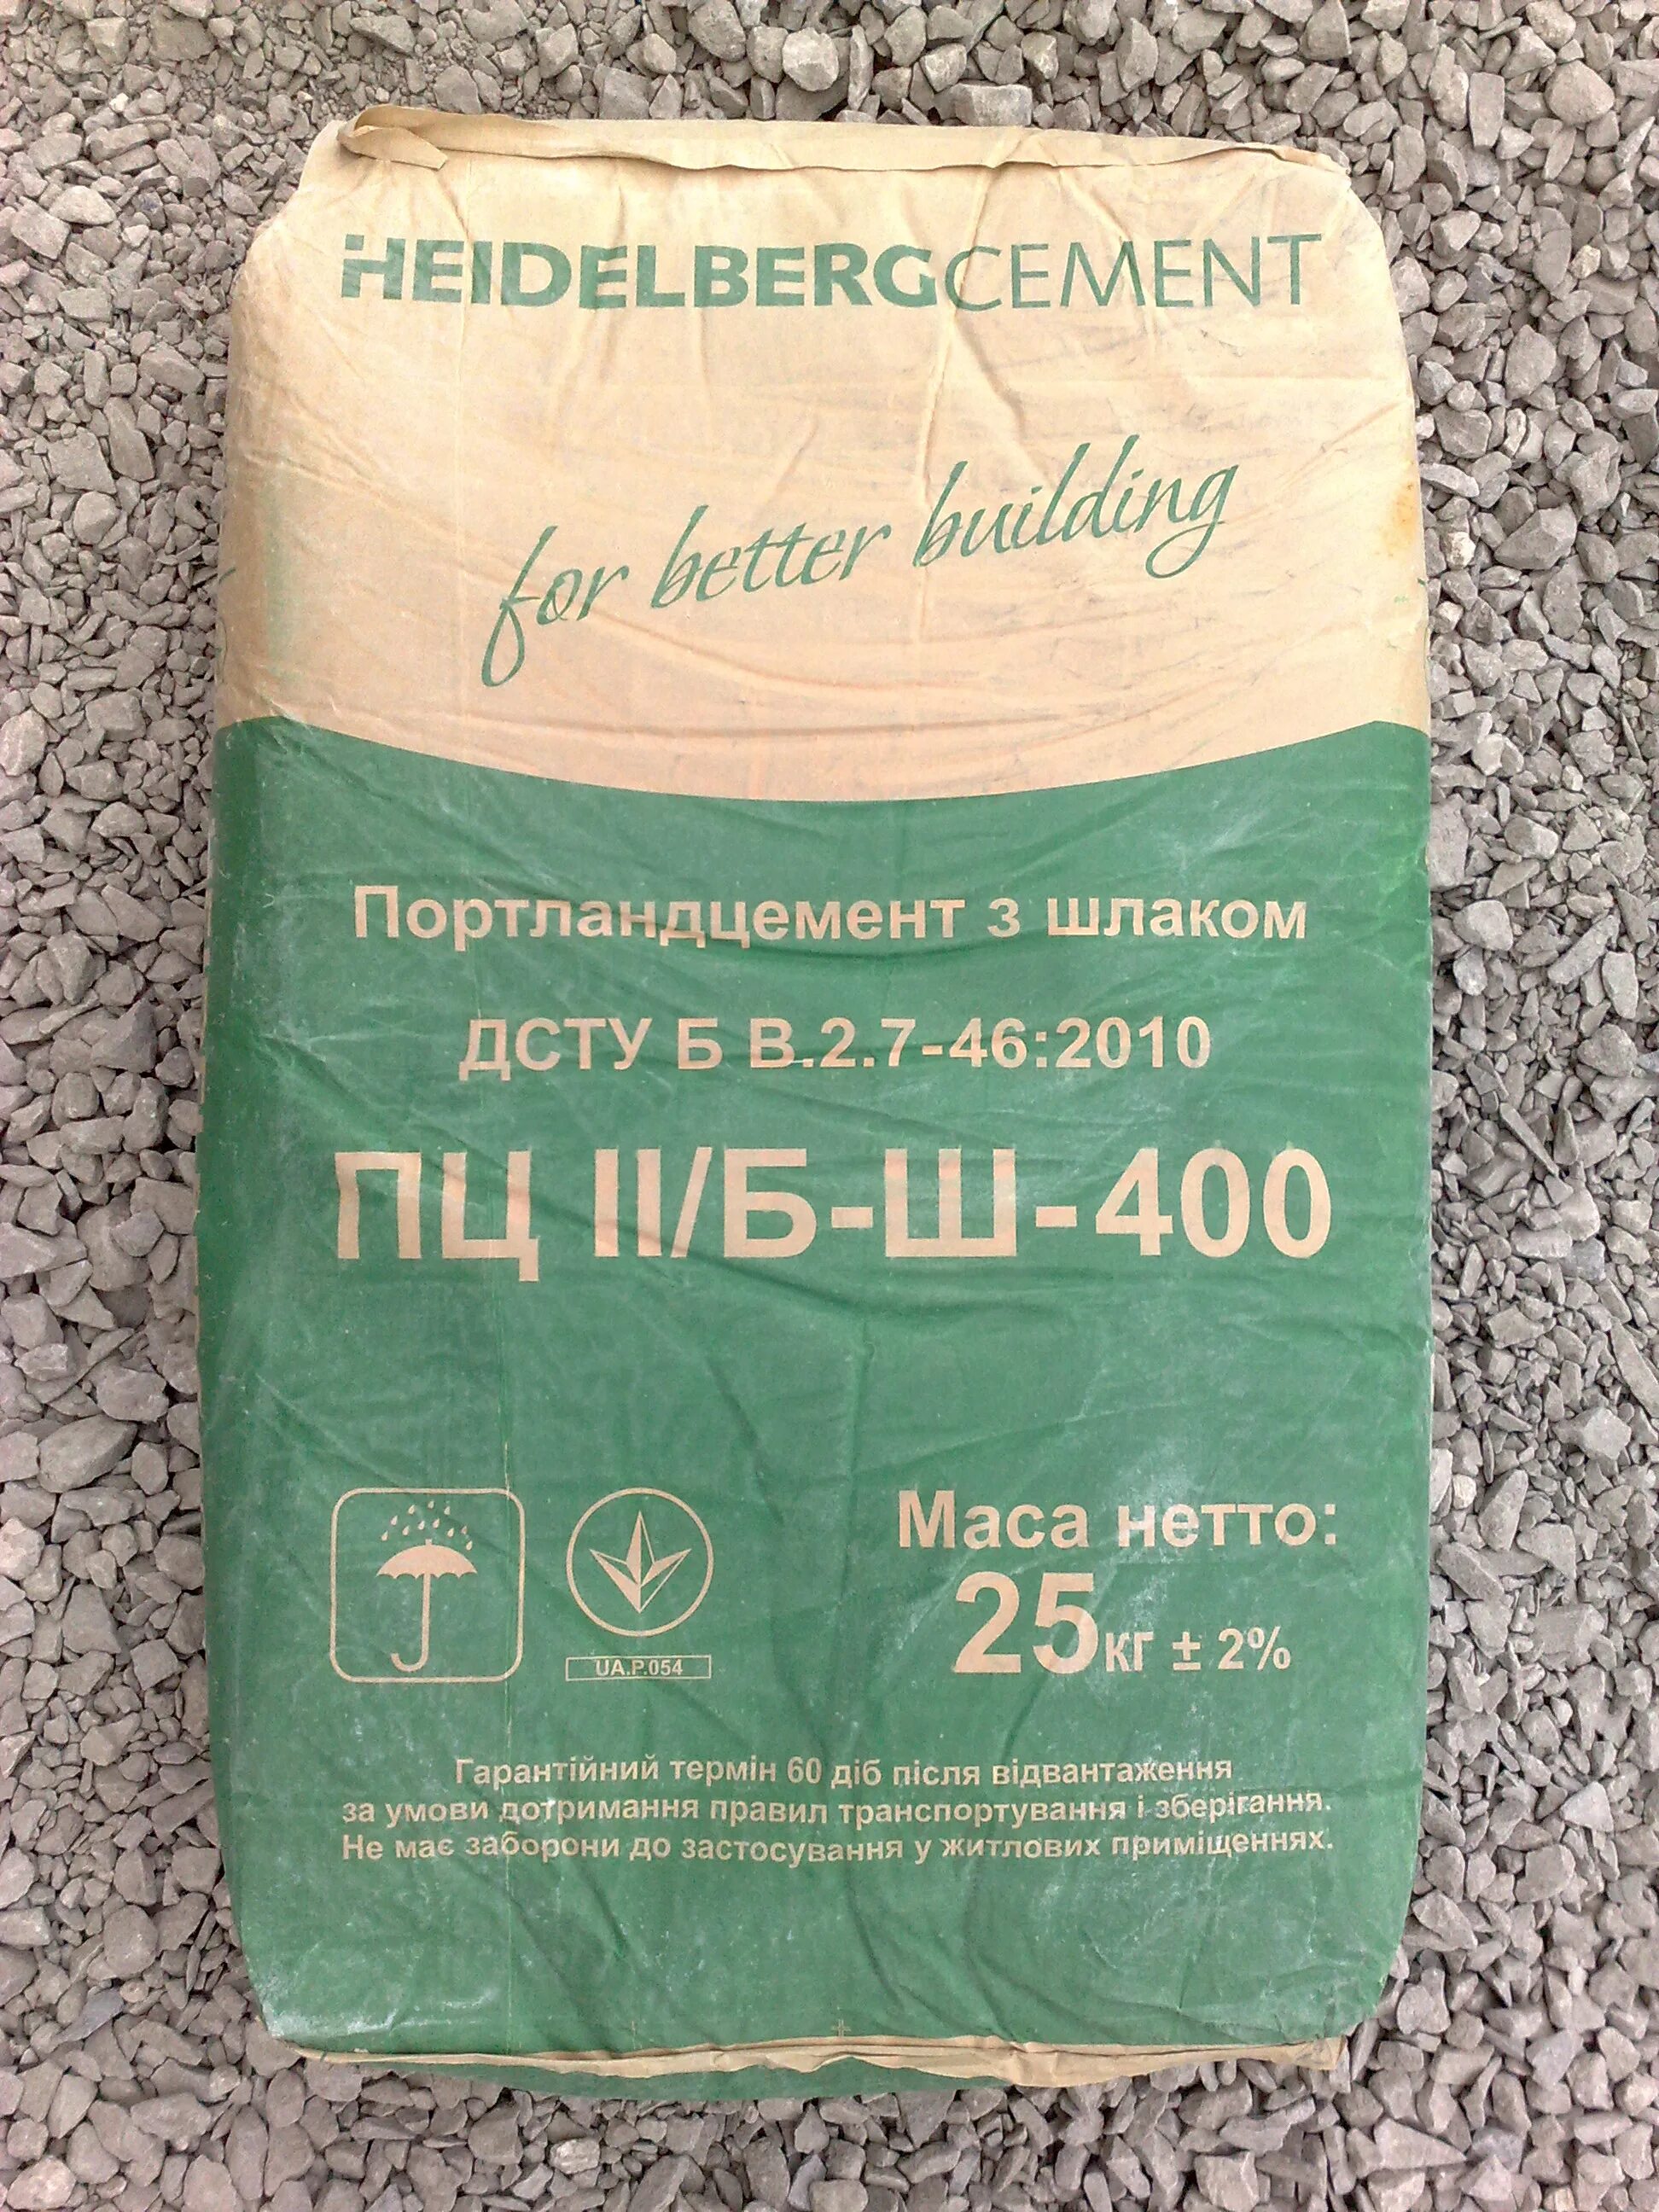 HEIDELBERGCEMENT
for better building
Портландцемент з шлаком
ДСТУ Б В.2.7-46:2010
ПЦ II/Б-Ш-400
Маса нетто:
25кг ± 2%
UA.P.054
Гарантійний термін 60 діб після відвантаження
за умови дотримання правил транспортування і зберігання.
Не має заборони до застосування у житлових приміщеннях.